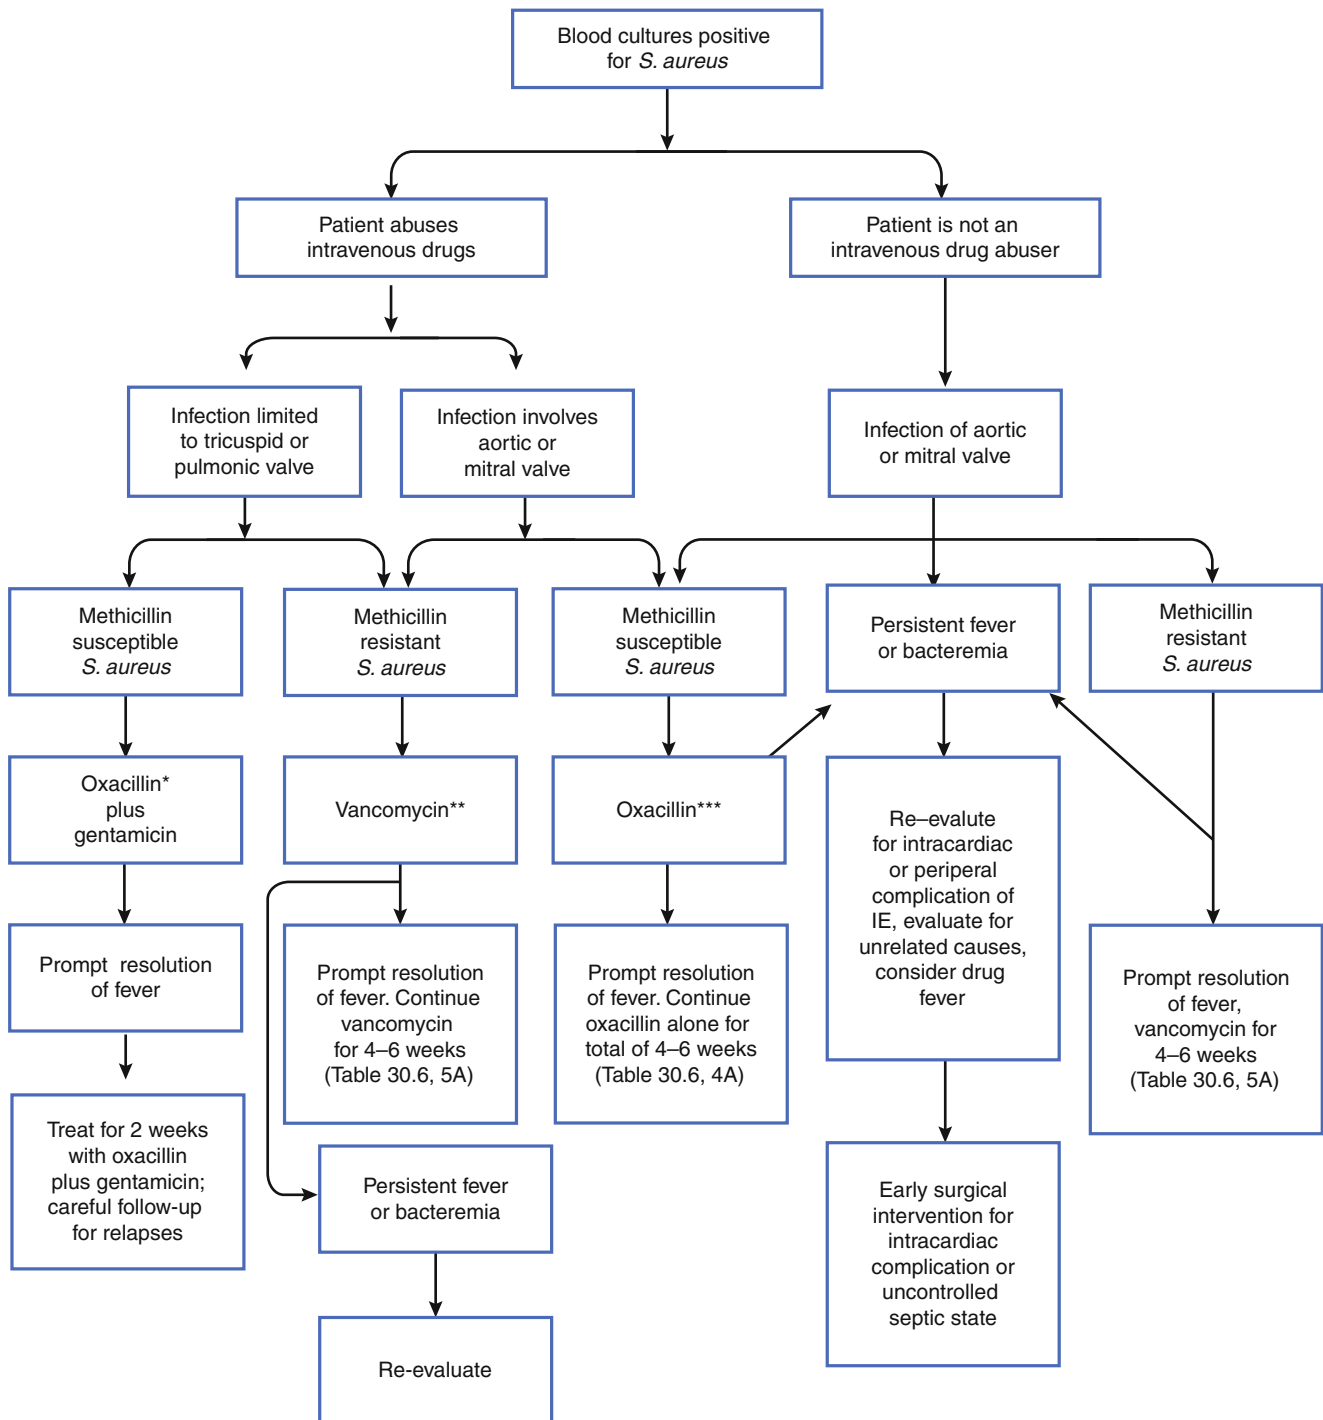 Blood cultures positive
for S. aureus
Patient abuses
intravenous drugs
Patient is not an
intravenous drug abuser
Infection limited
to tricuspid or
pulmonic valve
Infection involves
aortic or
mitral valve
Infection of aortic
or mitral valve
Methicillin
susceptible
S. aureus
Methicillin
resistant
S. aureus
Methicillin
susceptible
S. aureus
Persistent fever
or bacteremia
Methicillin
resistant
S. aureus
Oxacillin*
plus
gentamicin
Vancomycin**
Oxacillin***
Re–evalute
for intracardiac
or periperal
complication of
IE, evaluate for
unrelated causes,
consider drug
fever
Prompt resolution
of fever
Prompt resolution
of fever. Continue
vancomycin
for 4–6 weeks
(Table 30.6, 5A)
Prompt resolution
of fever. Continue
oxacillin alone for
total of 4–6 weeks
(Table 30.6, 4A)
Prompt resolution
of fever,
vancomycin for
4–6 weeks
(Table 30.6, 5A)
Treat for 2 weeks
with oxacillin
plus gentamicin;
careful follow-up
for relapses
Persistent fever
or bacteremia
Early surgical
intervention for
intracardiac
complication or
uncontrolled
septic state
Re-evaluate